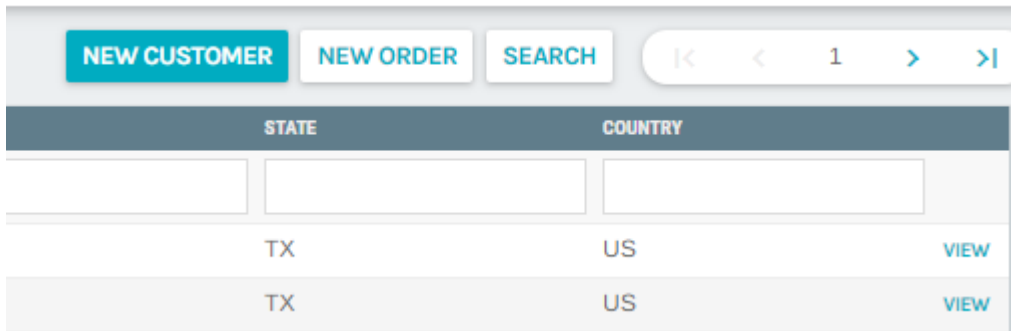 NEW CUSTOMER NEW ORDER SEARCH |< < 1 > >|
STATE COUNTRY
TX US VIEW
TX US VIEW